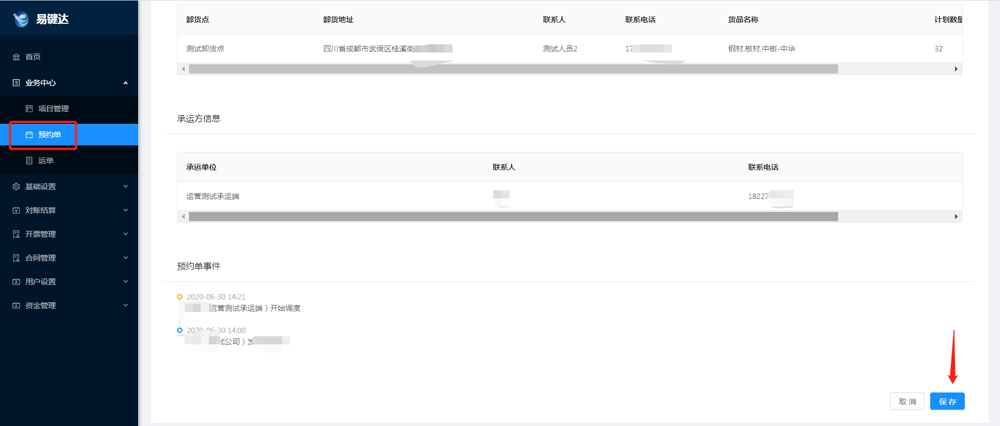 易键达
首页
业务中心
项目管理
预约单
运单
基础设置
对账结算
开票管理
合同管理
用户设置
资金管理
卸货点 卸货地址 联系人 联系电话 货品名称 计划数量
测试卸货点 四川省成都市武侯区桂溪街 测试人员2 17 钢材,板材,中板-中华 32
承运方信息
承运单位 联系人 联系电话
运营测试承运端 18227
预约单事件
2020-06-30 14:21
运营测试承运端）开始调度
2020-06-30 14:00
试公司）发
取 消 保 存